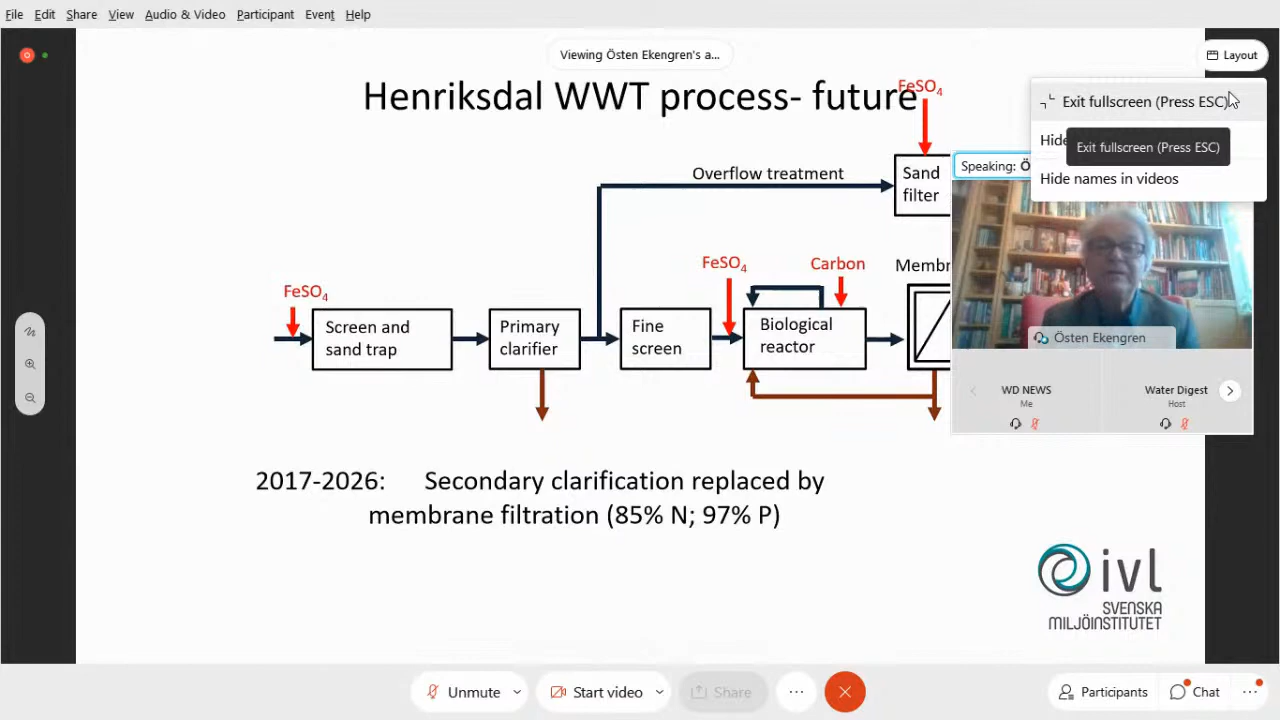 File Edit Share View Audio & Video Participant Event Help
Viewing Östen Ekengren's a...
Layout
Henriksdal WWT process- future
FeSO4
Exit fullscreen (Press ESC)
Exit fullscreen (Press ESC)
Hide names in videos
Overflow treatment
Sand
filter
Speaking:
FeSO4
Carbon
FeSO4
Screen and
sand trap
Primary
clarifier
Fine
screen
Biological
reactor
Östen Ekengren
WD NEWS
Me
Water Digest
Host
2017-2026: Secondary clarification replaced by
membrane filtration (85% N; 97% P)
ivl
SVENSKA
MILJÖINSTITUTET
Unmute
Start video
Share
Participants
Chat